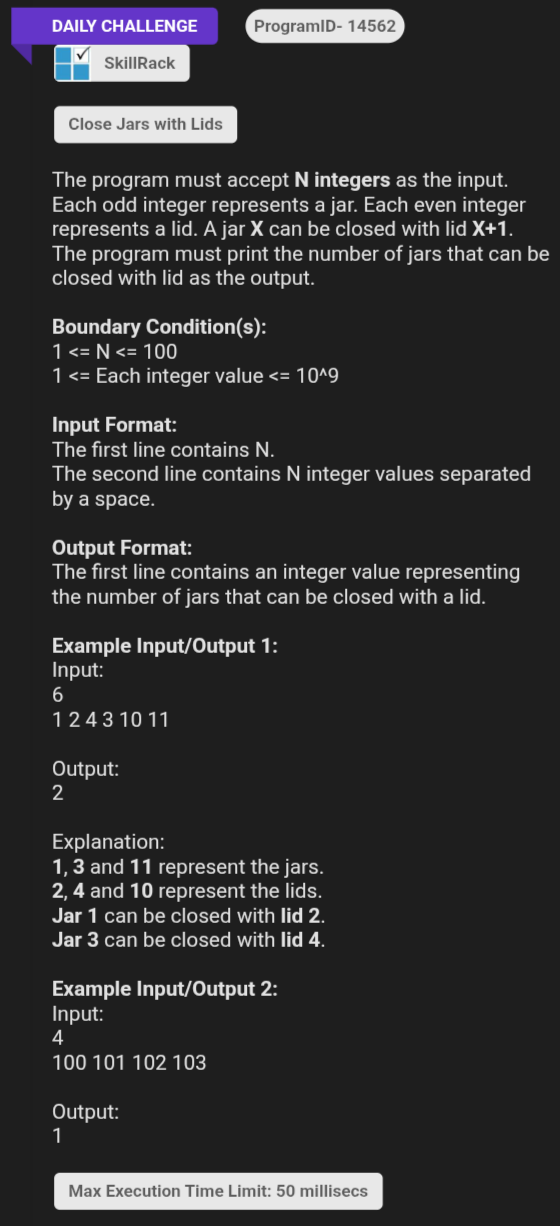 DAILY CHALLENGE
ProgramID- 14562
SkillRack
Close Jars with Lids
The program must accept N integers as the input.
Each odd integer represents a jar. Each even integer
represents a lid. A jar X can be closed with lid X+1.
The program must print the number of jars that can be
closed with lid as the output.
Boundary Condition(s):
1 <= N <= 100
1 <= Each integer value <= 10^9
Input Format:
The first line contains N.
The second line contains N integer values separated
by a space.
Output Format:
The first line contains an integer value representing
the number of jars that can be closed with a lid.
Example Input/Output 1:
Input:
6
1 2 4 3 10 11
Output:
2
Explanation:
1, 3 and 11 represent the jars.
2, 4 and 10 represent the lids.
Jar 1 can be closed with lid 2.
Jar 3 can be closed with lid 4.
Example Input/Output 2:
Input:
4
100 101 102 103
Output:
1
Max Execution Time Limit: 50 millisecs